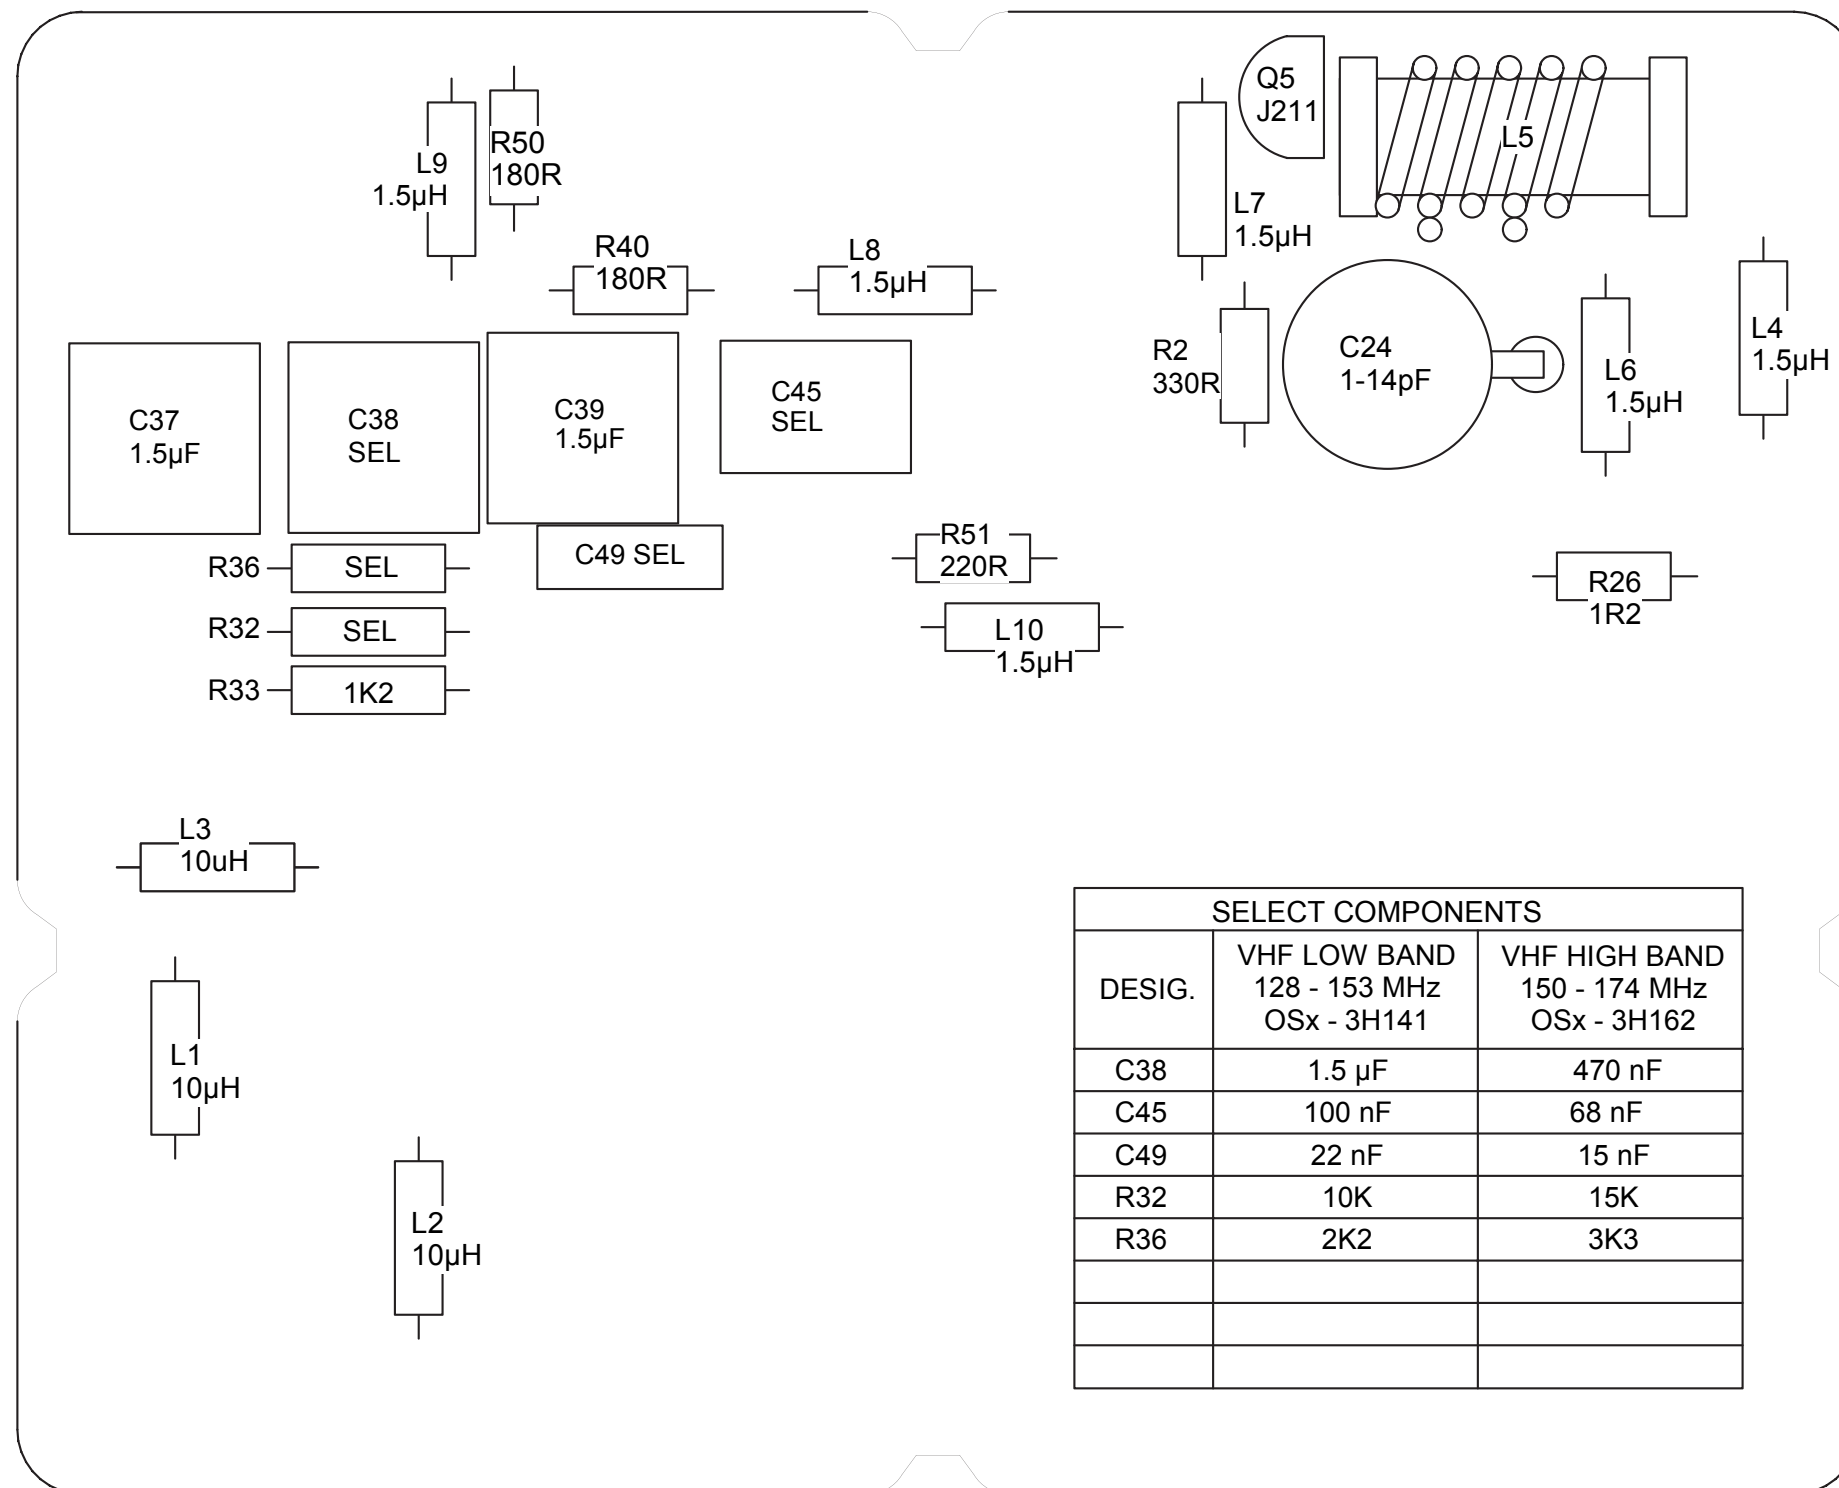 Q5
J211
L5
R50
180R
L9
1.5µH
L7
1.5µH
R40
180R
L8
1.5µH
L4
1.5µH
R2
330R
C24
1-14pF
L6
1.5µH
C37
1.5µF
C38
SEL
C39
1.5µF
C45
SEL
R51
220R
C49 SEL
R36 SEL
R26
1R2
R32 SEL
L10
1.5µH
R33 1K2
L3
10uH
L1
10µH
L2
10µH
SELECT COMPONENTS
DESIG.
VHF LOW BAND
128 - 153 MHz
OSx - 3H141
VHF HIGH BAND
150 - 174 MHz
OSx - 3H162
C38 1.5 µF 470 nF
C45 100 nF 68 nF
C49 22 nF 15 nF
R32 10K 15K
R36 2K2 3K3